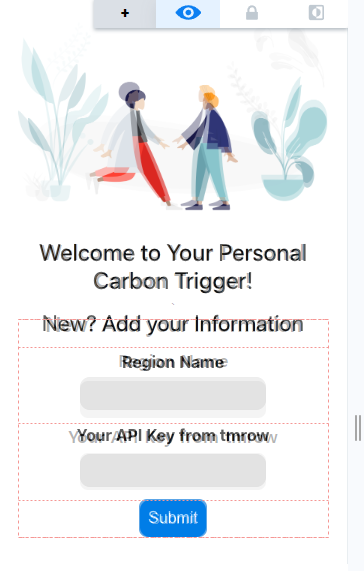 +
Welcome to Your Personal
Carbon Trigger!
New? Add your Information
Region Name
Your API Key from tmrow
Submit